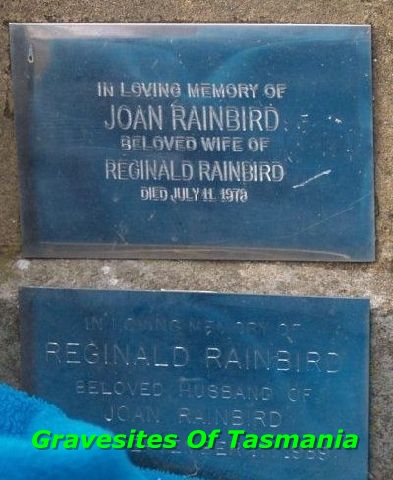 IN LOVING MEMORY OF
JOAN RAINBIRD
BELOVED WIFE OF
REGINALD RAINBIRD
DIED JULY 11
IN LOVING MEMORY OF
REGINALD RAINBIRD
BELOVED HUSBAND OF
JOAN RAINBIRD
Gravesites Of Tasmania